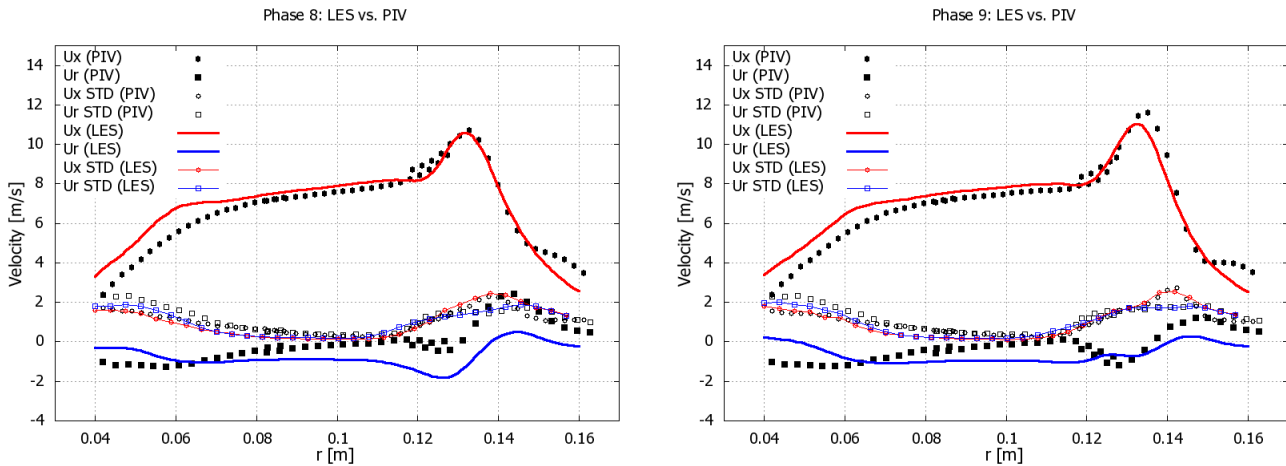 Phase 8: LES vs. PIV
Velocity [m/s]
14
12
10
8
6
4
2
0
-2
-4
Ux (PIV)
Ur (PIV)
Ux STD (PIV)
Ur STD (PIV)
Ux (LES)
Ur (LES)
Ux STD (LES)
Ur STD (LES)
0.04 0.06 0.08 0.1 0.12 0.14 0.16
r [m]
Phase 9: LES vs. PIV
Velocity [m/s]
14
12
10
8
6
4
2
0
-2
-4
Ux (PIV)
Ur (PIV)
Ux STD (PIV)
Ur STD (PIV)
Ux (LES)
Ur (LES)
Ux STD (LES)
Ur STD (LES)
0.04 0.06 0.08 0.1 0.12 0.14 0.16
r [m]